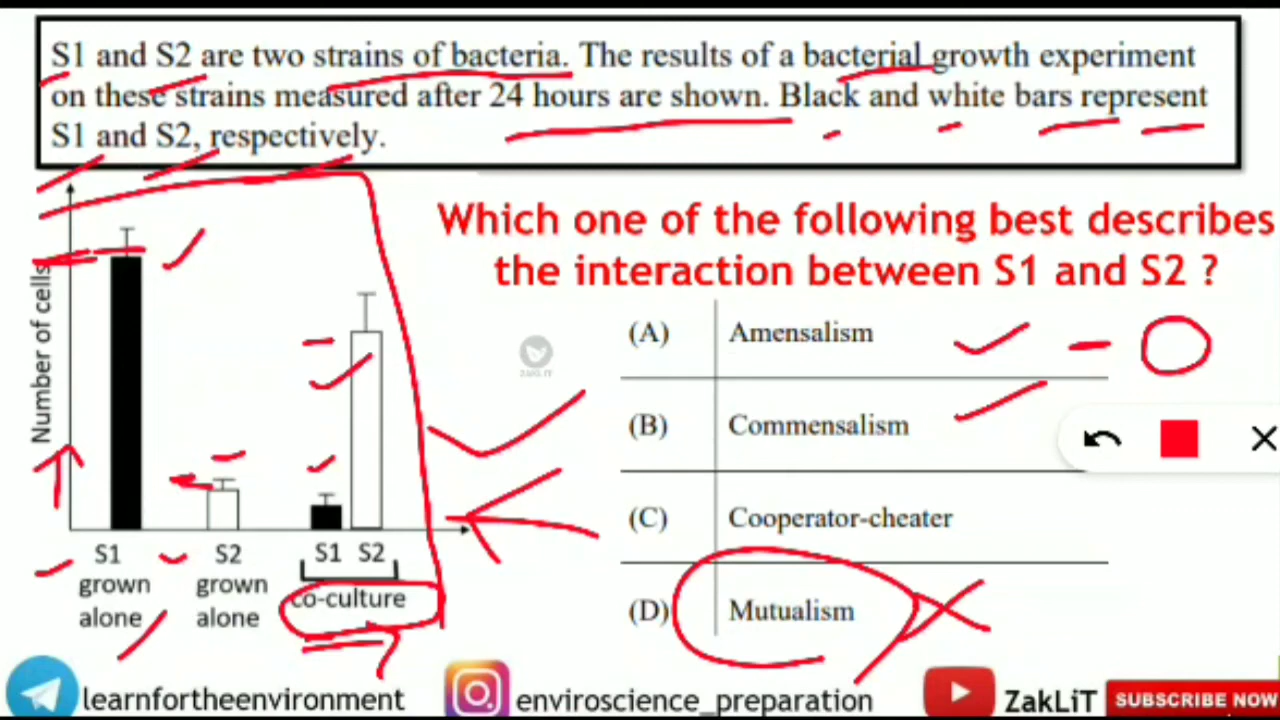 S1 and S2 are two strains of bacteria. The results of a bacterial growth experiment
on these strains measured after 24 hours are shown. Black and white bars represent
S1 and S2, respectively.
Which one of the following best describes
the interaction between S1 and S2 ?
Number of cells
S1
grown
alone
S2
grown
alone
S1 S2
co-culture
(A) Amensalism
(B) Commensalism
(C) Cooperator-cheater
(D) Mutualism
learnfortheenvironment
enviroscience_preparation
ZakLiT
SUBSCRIBE NOW